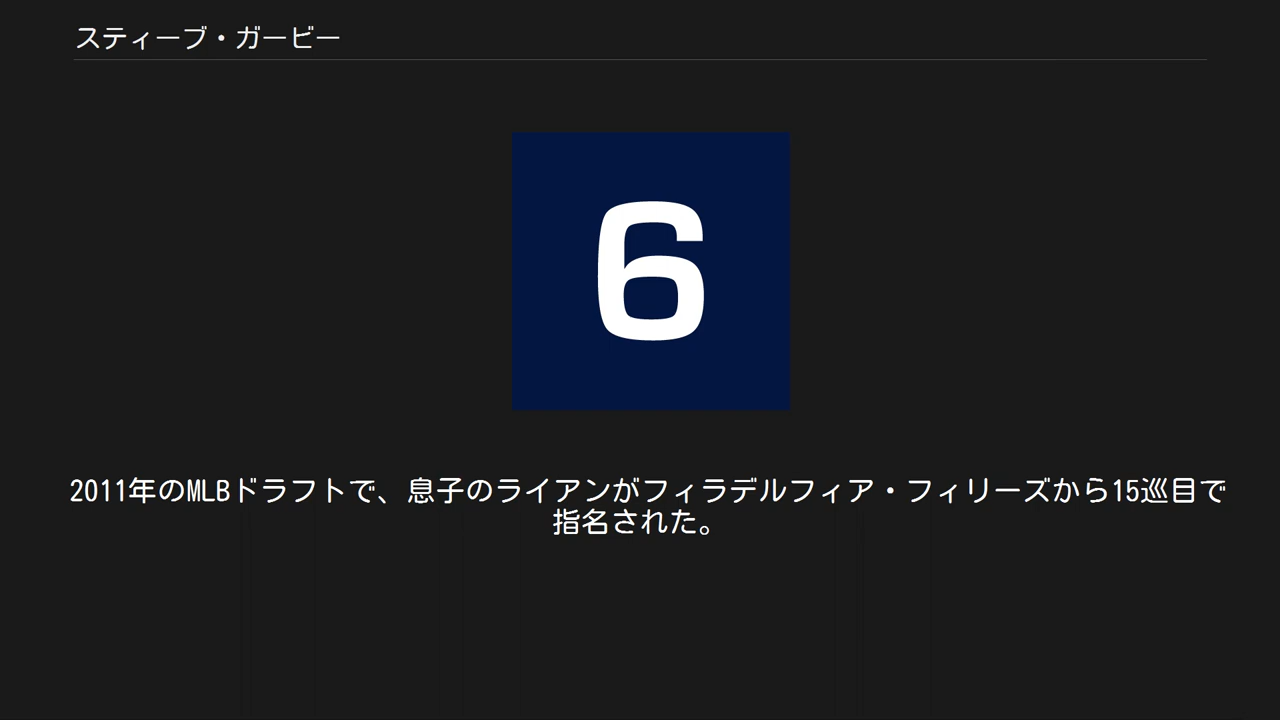 スティーブ・ガービー
6
2011年のMLBドラフトで、息子のライアンがフィラデルフィア・フィリーズから15巡目で
指名された。